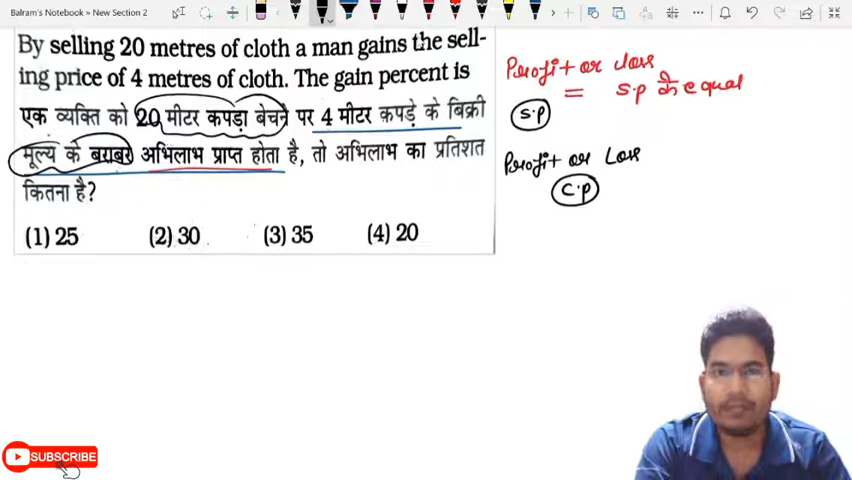 Balram's Notebook » New Section 2
By selling 20 metres of cloth a man gains the sell-
ing price of 4 metres of cloth. The gain percent is
एक व्यक्ति को 20 मीटर कपड़ा बेचने पर 4 मीटर कपड़े के बिक्री
मूल्य के बराबर अभिलाभ प्राप्त होता है, तो अभिलाभ का प्रतिशत
कितना है?
(1) 25 (2) 30 (3) 35 (4) 20
Profit or loss
= S.P के equal
S.P
Profit or Loss
C.P
SUBSCRIBE